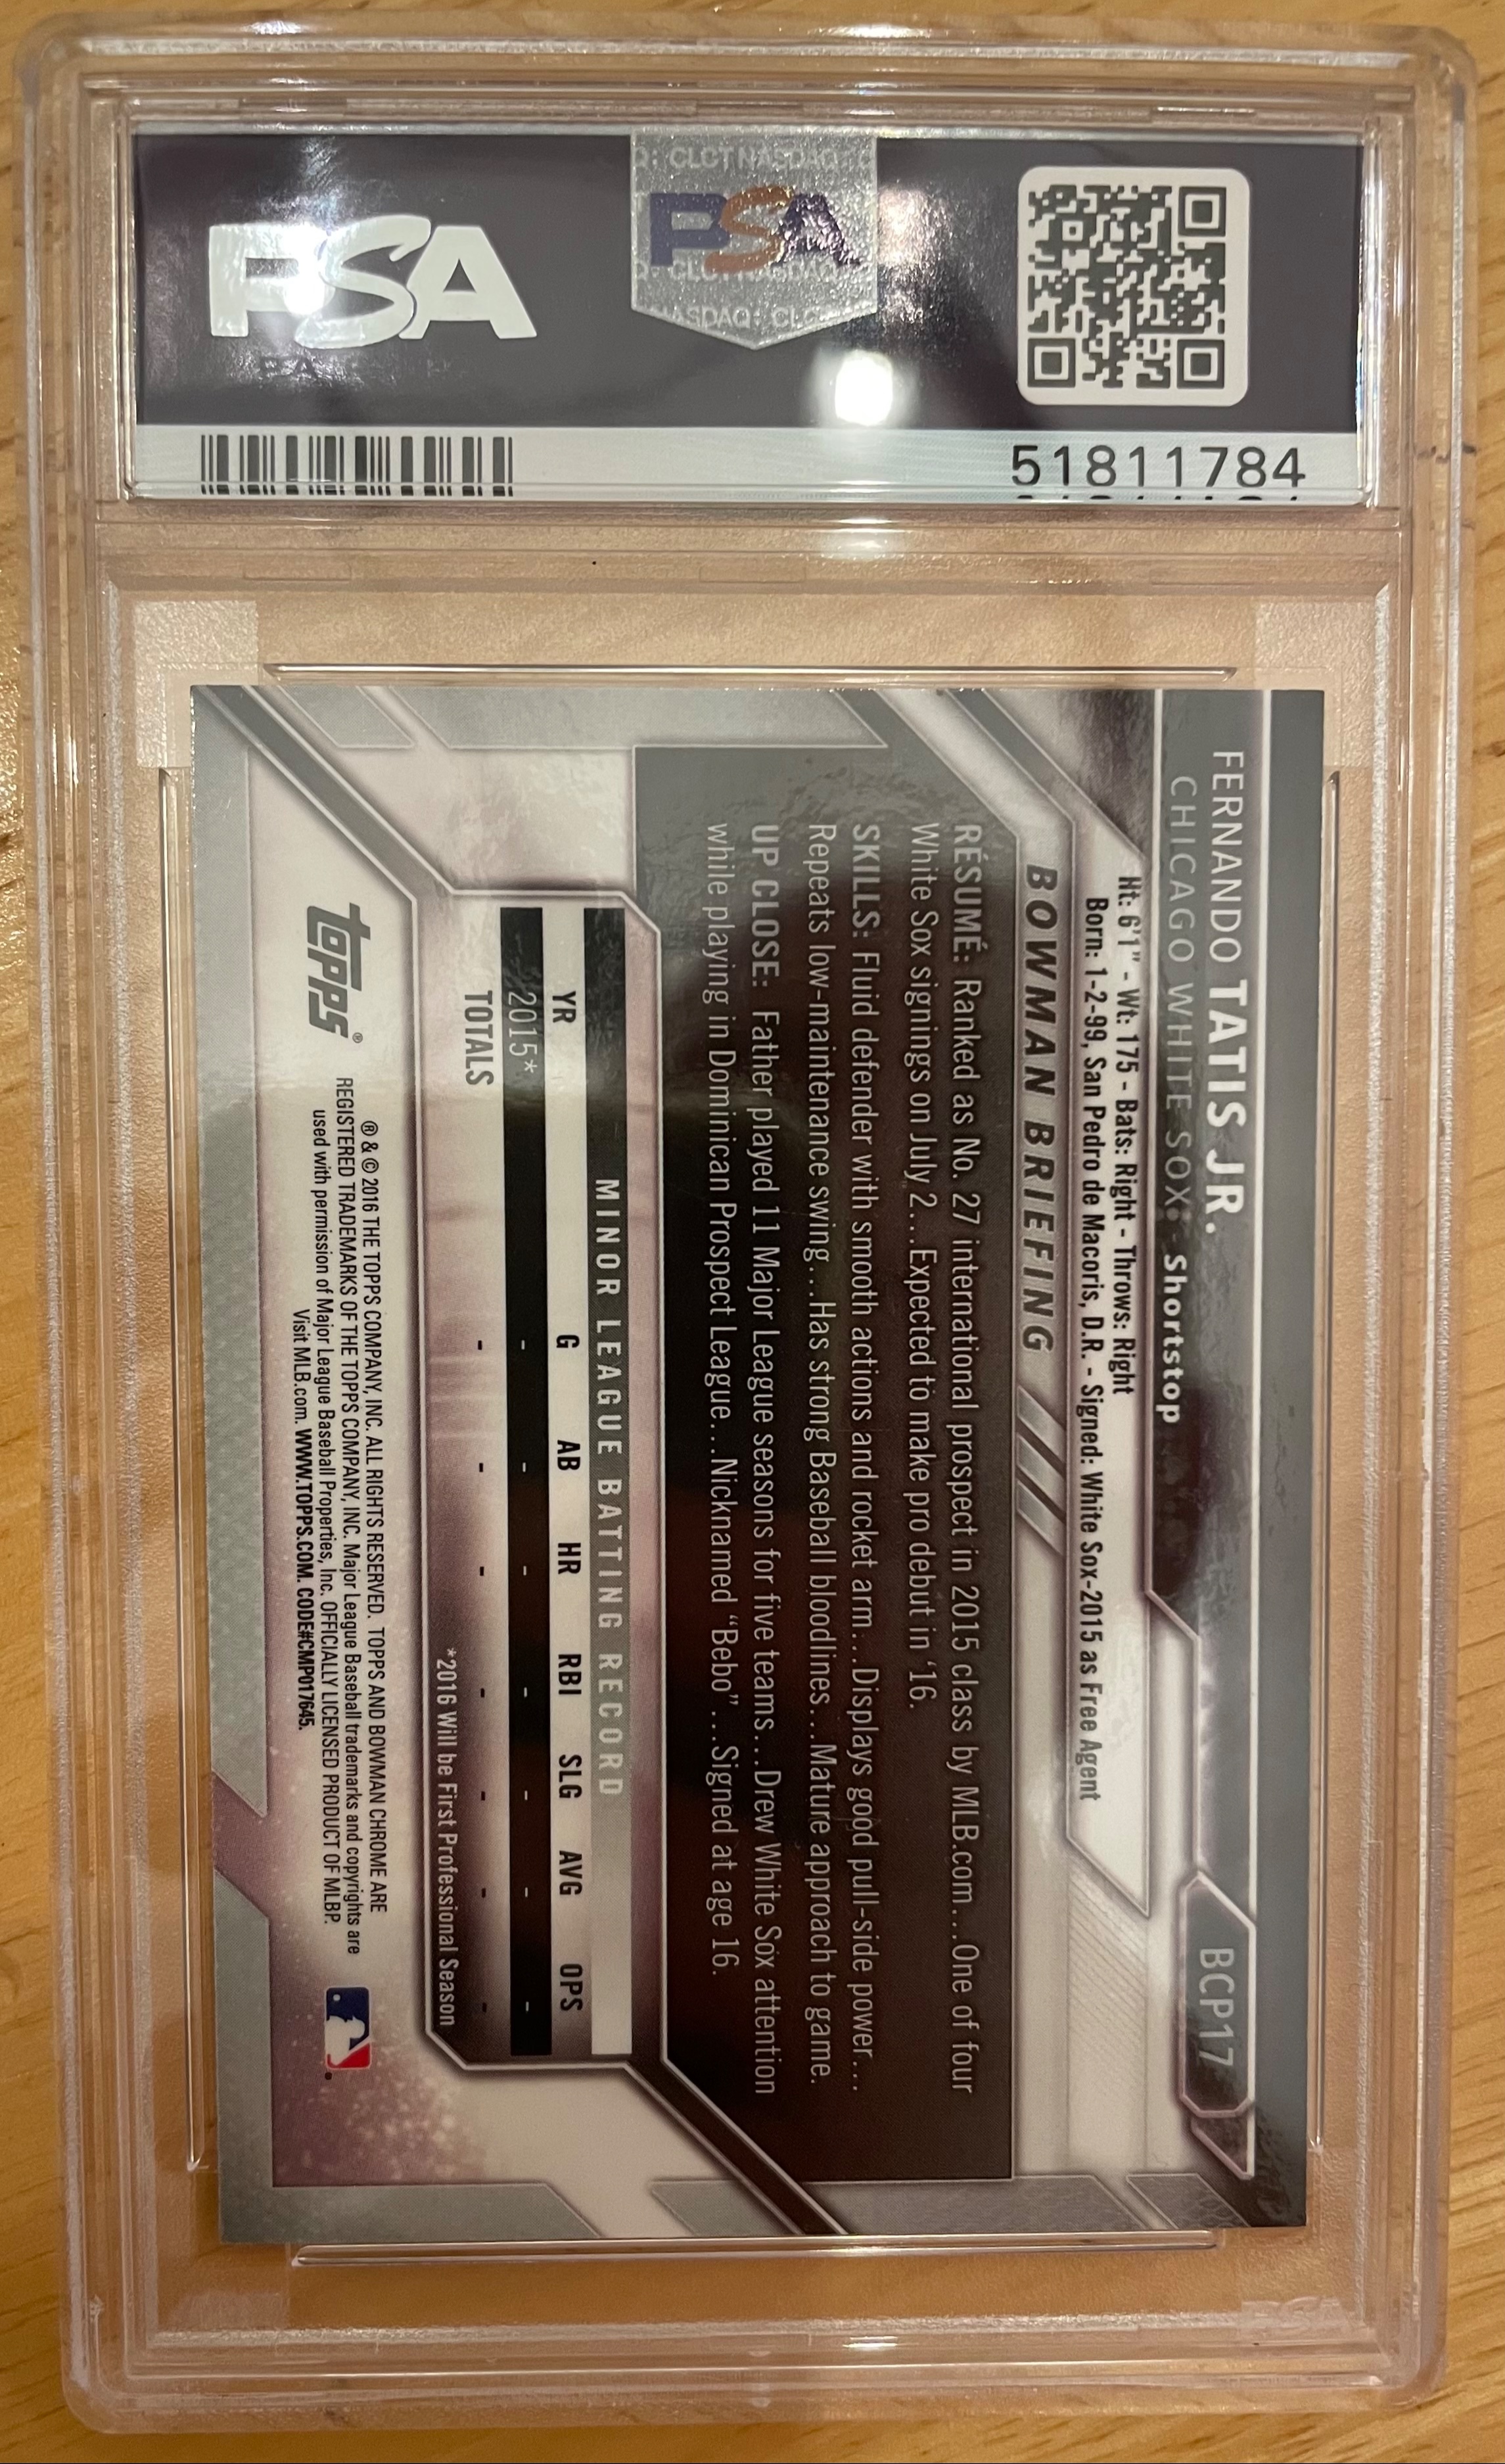 PSA
Q: CLCT NASDAQ: C
PSA
Q: CLCT NASDAQ
NASDAQ: CLC
51811784
FERNANDO TATIS JR.
CHICAGO WHITE SOX® Shortstop
BCP17
Ht: 6'1" - Wt: 175 - Bats: Right - Throws: Right
Born: 1-2-99, San Pedro de Macoris, D.R. - Signed: White Sox-2015 as Free Agent
BOWMAN BRIEFING
RÉSUMÉ: Ranked as No. 27 international prospect in 2015 class by MLB.com...One of four
White Sox signings on July 2...Expected to make pro debut in '16.
SKILLS: Fluid defender with smooth actions and rocket arm...Displays good pull-side power...
Repeats low-maintenance swing...Has strong Baseball bloodlines...Mature approach to game.
UP CLOSE: Father played 11 Major League seasons for five teams...Drew White Sox attention
while playing in Dominican Prospect League...Nicknamed “Bebo”...Signed at age 16.
MINOR LEAGUE BATTING RECORD
YR G AB HR RBI SLG AVG OPS
2015* - - - - - - -
TOTALS - - - - - - -
*2016 Will be First Professional Season
topps®
® & © 2016 THE TOPPS COMPANY, INC. ALL RIGHTS RESERVED. TOPPS AND BOWMAN CHROME ARE
REGISTERED TRADEMARKS OF THE TOPPS COMPANY, INC. Major League Baseball trademarks and copyrights are
used with permission of Major League Baseball Properties, Inc. OFFICIALLY LICENSED PRODUCT OF MLBP.
Visit MLB.com. WWW.TOPPS.COM. CODE#CMP017645.